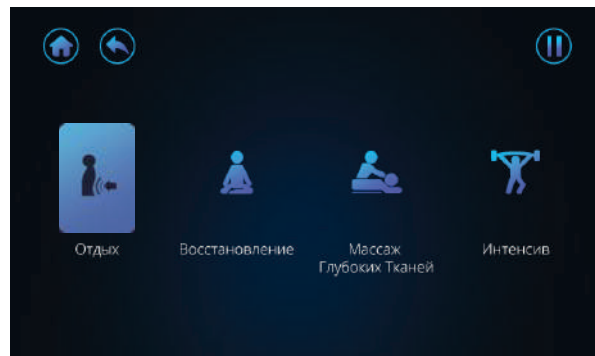 Отдых
Восстановление
Массаж
Глубоких Тканей
Интенсив